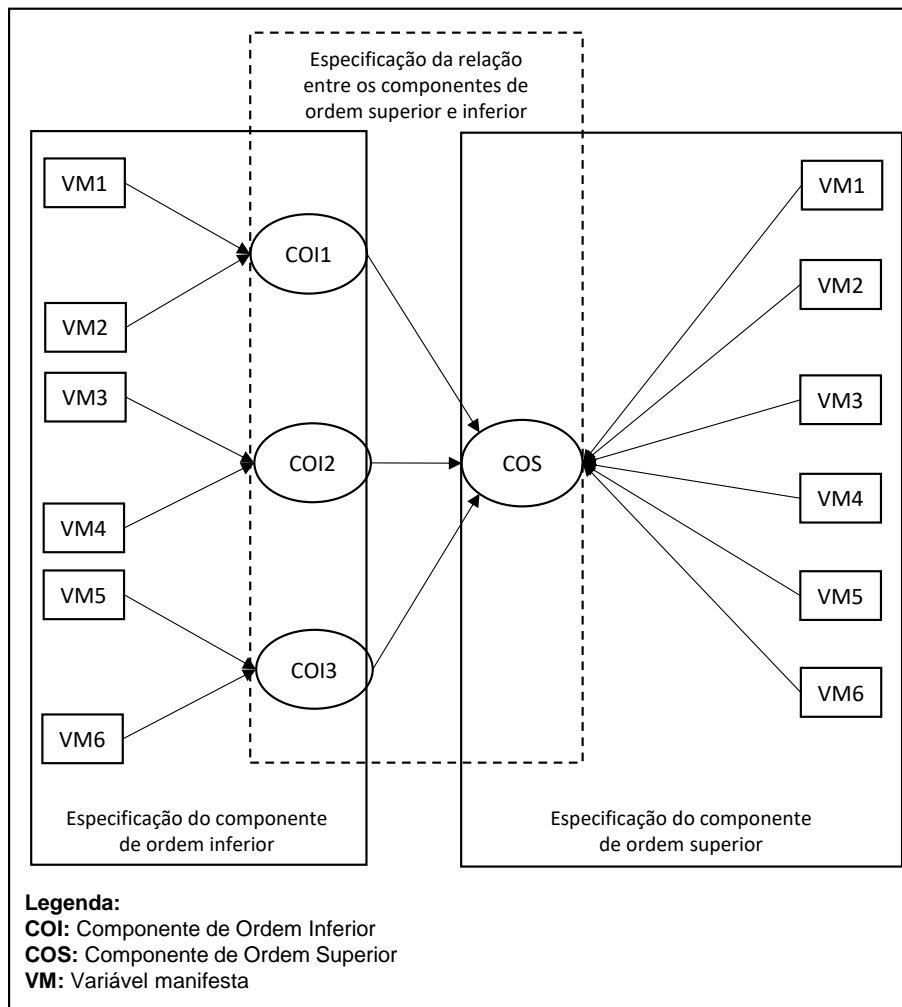 Especificação da relação
entre os componentes de
ordem superior e inferior
VM1
VM2
VM3
VM4
VM5
VM6
COI1
COI2
COI3
COS
VM1
VM2
VM3
VM4
VM5
VM6
Especificação do componente
de ordem inferior
Especificação do componente
de ordem superior
Legenda:
COI: Componente de Ordem Inferior
COS: Componente de Ordem Superior
VM: Variável manifesta